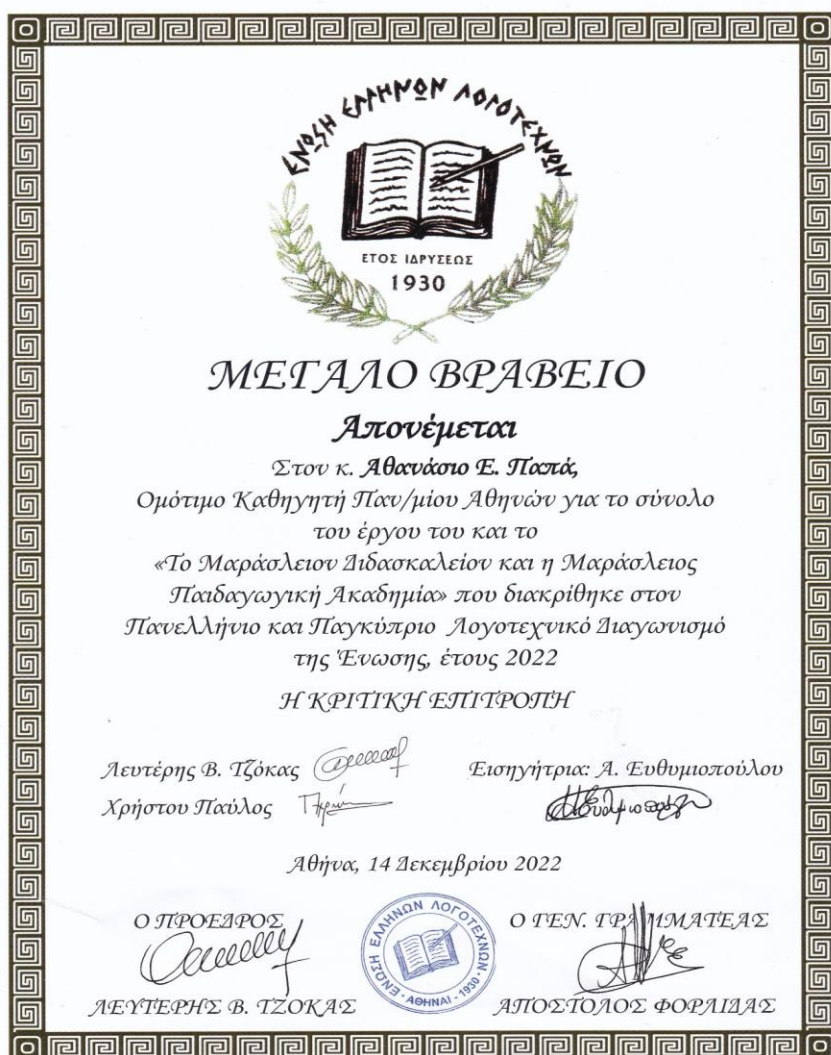 ΕΝΩΣΗ ΕΛΛΗΝΩΝ ΛΟΓΟΤΕΧΝΩΝ
ΕΤΟΣ ΙΔΡΥΣΕΩΣ
1930
ΜΕΓΑΛΟ ΒΡΑΒΕΙΟ
Απονέμεται
Στον κ. Αθανάσιο Ε. Παπά,
Ομότιμο Καθηγητή Παν/μίου Αθηνών για το σύνολο
του έργου του και το
«Το Μαράσλειον Διδασκαλείον και η Μαράσλειος
Παιδαγωγική Ακαδημία» που διακρίθηκε στον
Πανελλήνιο και Παγκύπριο Λογοτεχνικό Διαγωνισμό
της Ένωσης, έτους 2022
Η ΚΡΙΤΙΚΗ ΕΠΙΤΡΟΠΗ
Λευτέρης Β. Τζόκας
Εισηγήτρια: Α. Ευθυμιοπούλου
Χρήστου Παύλος
Αθήνα, 14 Δεκεμβρίου 2022
Ο ΠΡΟΕΔΡΟΣ
ΕΝΩΣΗ ΕΛΛΗΝΩΝ ΛΟΓΟΤΕΧΝΩΝ · ΑΘΗΝΑΙ - 1930 ·
Ο ΓΕΝ. ΓΡΑΜΜΑΤΕΑΣ
ΛΕΥΤΕΡΗΣ Β. ΤΖΟΚΑΣ
ΑΠΟΣΤΟΛΟΣ ΦΟΡΛΙΔΑΣ